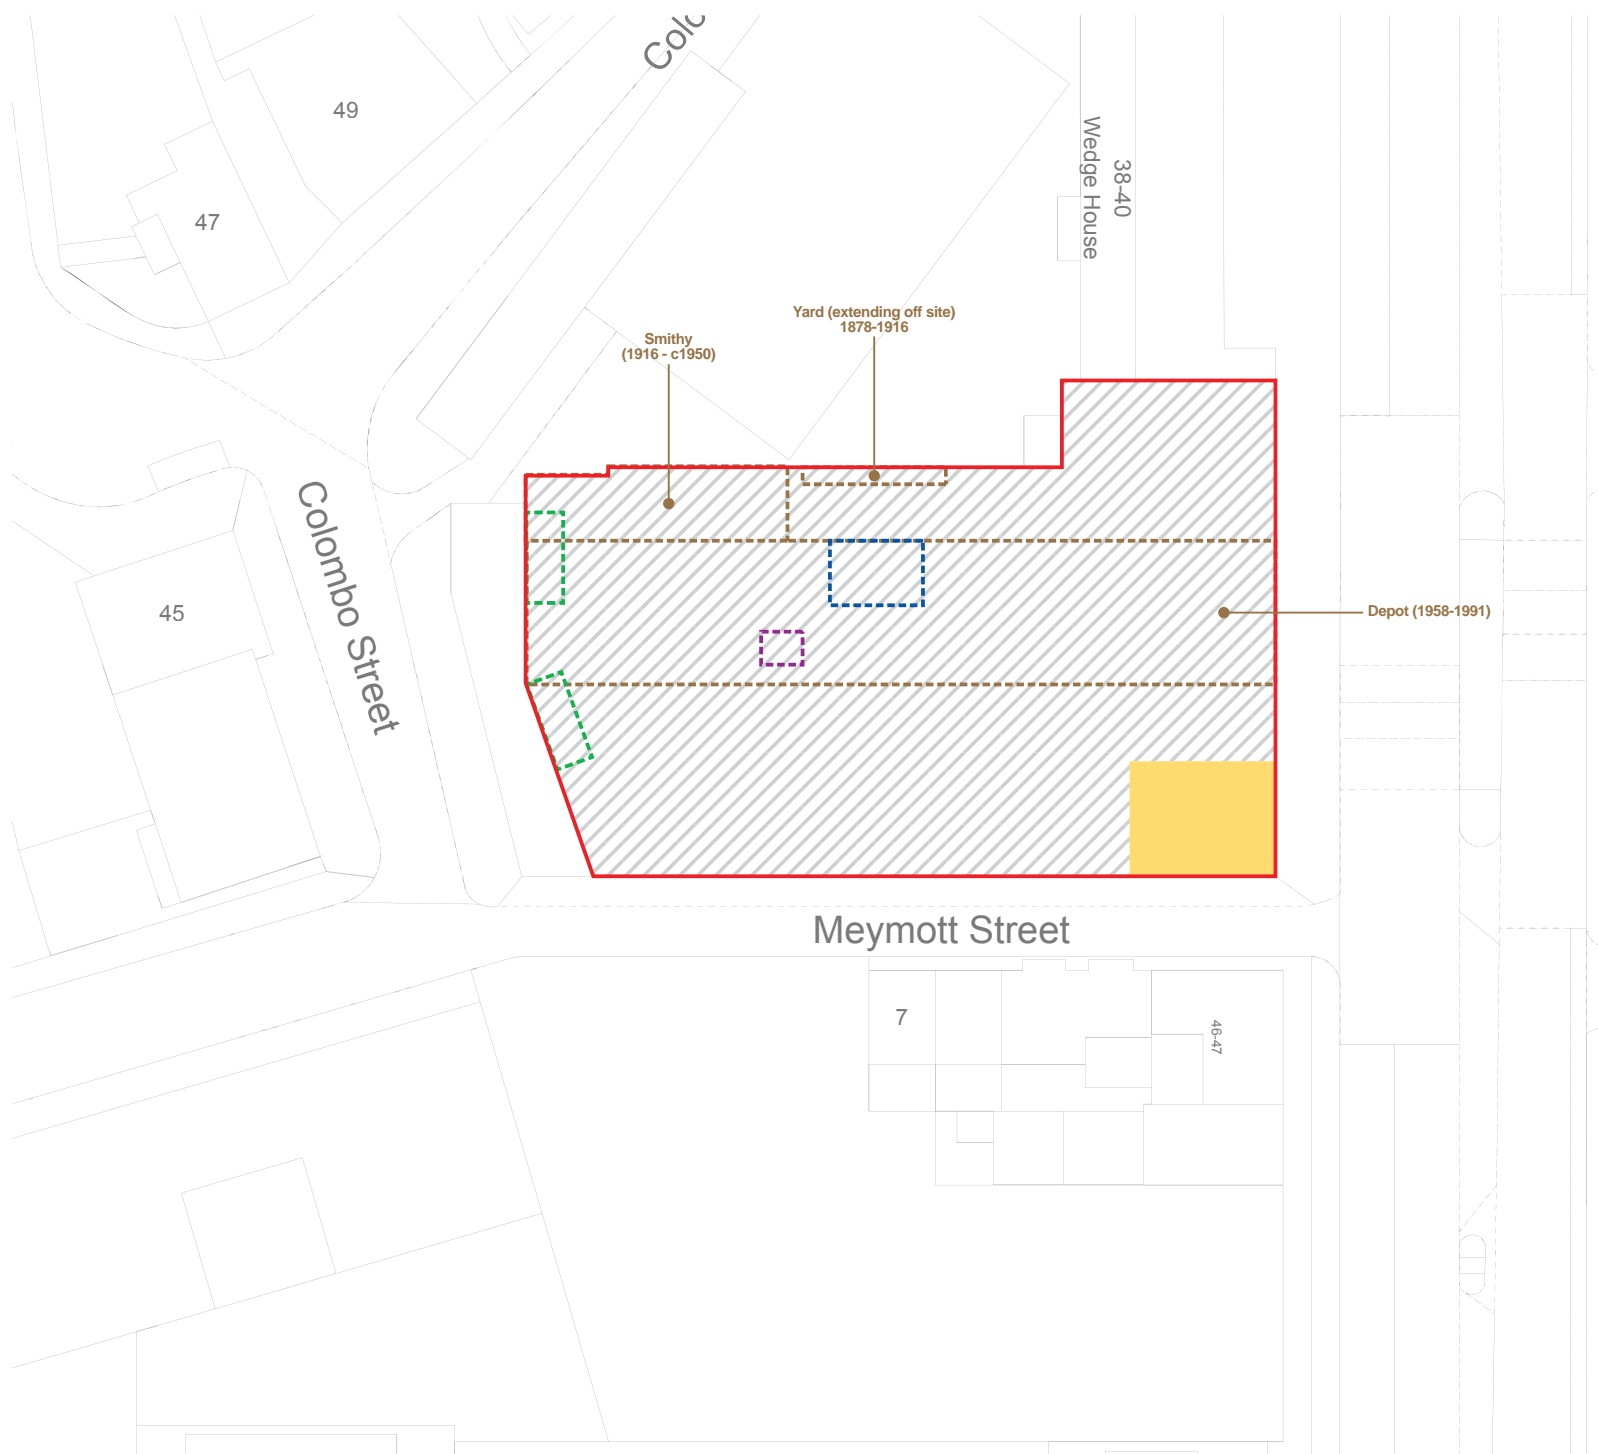 Colo
49
47
Wedge House
38-40
Yard (extending off site)
1878-1916
Smithy
(1916 - c1950)
Colombo Street
45
Depot (1958-1991)
Meymott Street
7
46-47